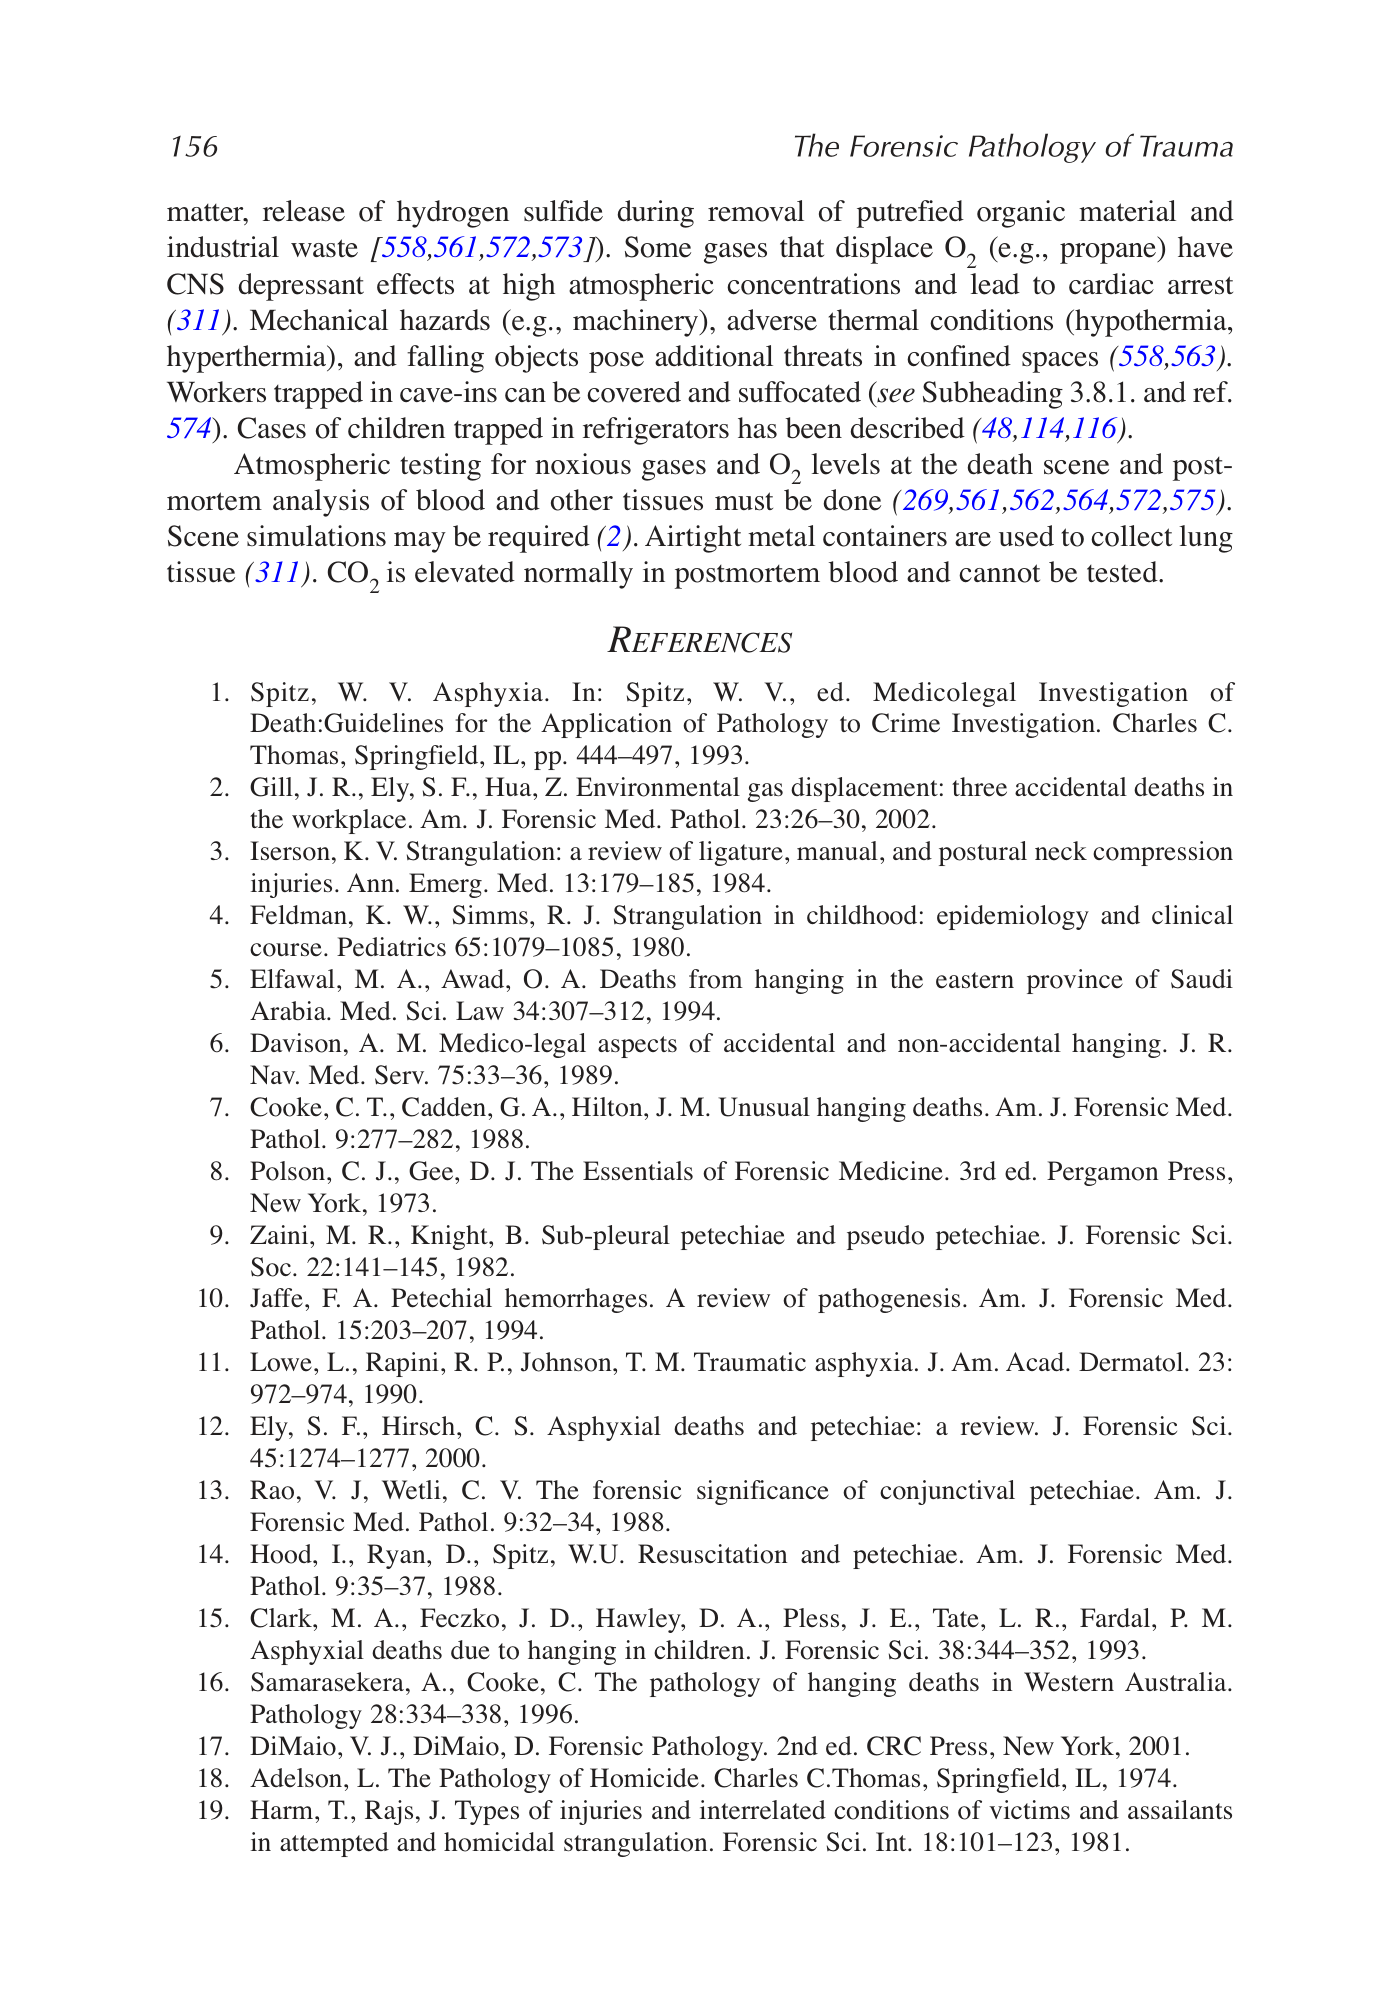 156 The Forensic Pathology of Trauma
matter, release of hydrogen sulfide during removal of putrefied organic material and
industrial waste [558,561,572,573]). Some gases that displace O2 (e.g., propane) have
CNS depressant effects at high atmospheric concentrations and lead to cardiac arrest
(311). Mechanical hazards (e.g., machinery), adverse thermal conditions (hypothermia,
hyperthermia), and falling objects pose additional threats in confined spaces (558,563).
Workers trapped in cave-ins can be covered and suffocated (see Subheading 3.8.1. and ref.
574). Cases of children trapped in refrigerators has been described (48,114,116).
Atmospheric testing for noxious gases and O2 levels at the death scene and post-
mortem analysis of blood and other tissues must be done (269,561,562,564,572,575).
Scene simulations may be required (2). Airtight metal containers are used to collect lung
tissue (311). CO2 is elevated normally in postmortem blood and cannot be tested.
REFERENCES
1. Spitz, W. V. Asphyxia. In: Spitz, W. V., ed. Medicolegal Investigation of
Death:Guidelines for the Application of Pathology to Crime Investigation. Charles C.
Thomas, Springfield, IL, pp. 444–497, 1993.
2. Gill, J. R., Ely, S. F., Hua, Z. Environmental gas displacement: three accidental deaths in
the workplace. Am. J. Forensic Med. Pathol. 23:26–30, 2002.
3. Iserson, K. V. Strangulation: a review of ligature, manual, and postural neck compression
injuries. Ann. Emerg. Med. 13:179–185, 1984.
4. Feldman, K. W., Simms, R. J. Strangulation in childhood: epidemiology and clinical
course. Pediatrics 65:1079–1085, 1980.
5. Elfawal, M. A., Awad, O. A. Deaths from hanging in the eastern province of Saudi
Arabia. Med. Sci. Law 34:307–312, 1994.
6. Davison, A. M. Medico-legal aspects of accidental and non-accidental hanging. J. R.
Nav. Med. Serv. 75:33–36, 1989.
7. Cooke, C. T., Cadden, G. A., Hilton, J. M. Unusual hanging deaths. Am. J. Forensic Med.
Pathol. 9:277–282, 1988.
8. Polson, C. J., Gee, D. J. The Essentials of Forensic Medicine. 3rd ed. Pergamon Press,
New York, 1973.
9. Zaini, M. R., Knight, B. Sub-pleural petechiae and pseudo petechiae. J. Forensic Sci.
Soc. 22:141–145, 1982.
10. Jaffe, F. A. Petechial hemorrhages. A review of pathogenesis. Am. J. Forensic Med.
Pathol. 15:203–207, 1994.
11. Lowe, L., Rapini, R. P., Johnson, T. M. Traumatic asphyxia. J. Am. Acad. Dermatol. 23:
972–974, 1990.
12. Ely, S. F., Hirsch, C. S. Asphyxial deaths and petechiae: a review. J. Forensic Sci.
45:1274–1277, 2000.
13. Rao, V. J, Wetli, C. V. The forensic significance of conjunctival petechiae. Am. J.
Forensic Med. Pathol. 9:32–34, 1988.
14. Hood, I., Ryan, D., Spitz, W.U. Resuscitation and petechiae. Am. J. Forensic Med.
Pathol. 9:35–37, 1988.
15. Clark, M. A., Feczko, J. D., Hawley, D. A., Pless, J. E., Tate, L. R., Fardal, P. M.
Asphyxial deaths due to hanging in children. J. Forensic Sci. 38:344–352, 1993.
16. Samarasekera, A., Cooke, C. The pathology of hanging deaths in Western Australia.
Pathology 28:334–338, 1996.
17. DiMaio, V. J., DiMaio, D. Forensic Pathology. 2nd ed. CRC Press, New York, 2001.
18. Adelson, L. The Pathology of Homicide. Charles C.Thomas, Springfield, IL, 1974.
19. Harm, T., Rajs, J. Types of injuries and interrelated conditions of victims and assailants
in attempted and homicidal strangulation. Forensic Sci. Int. 18:101–123, 1981.